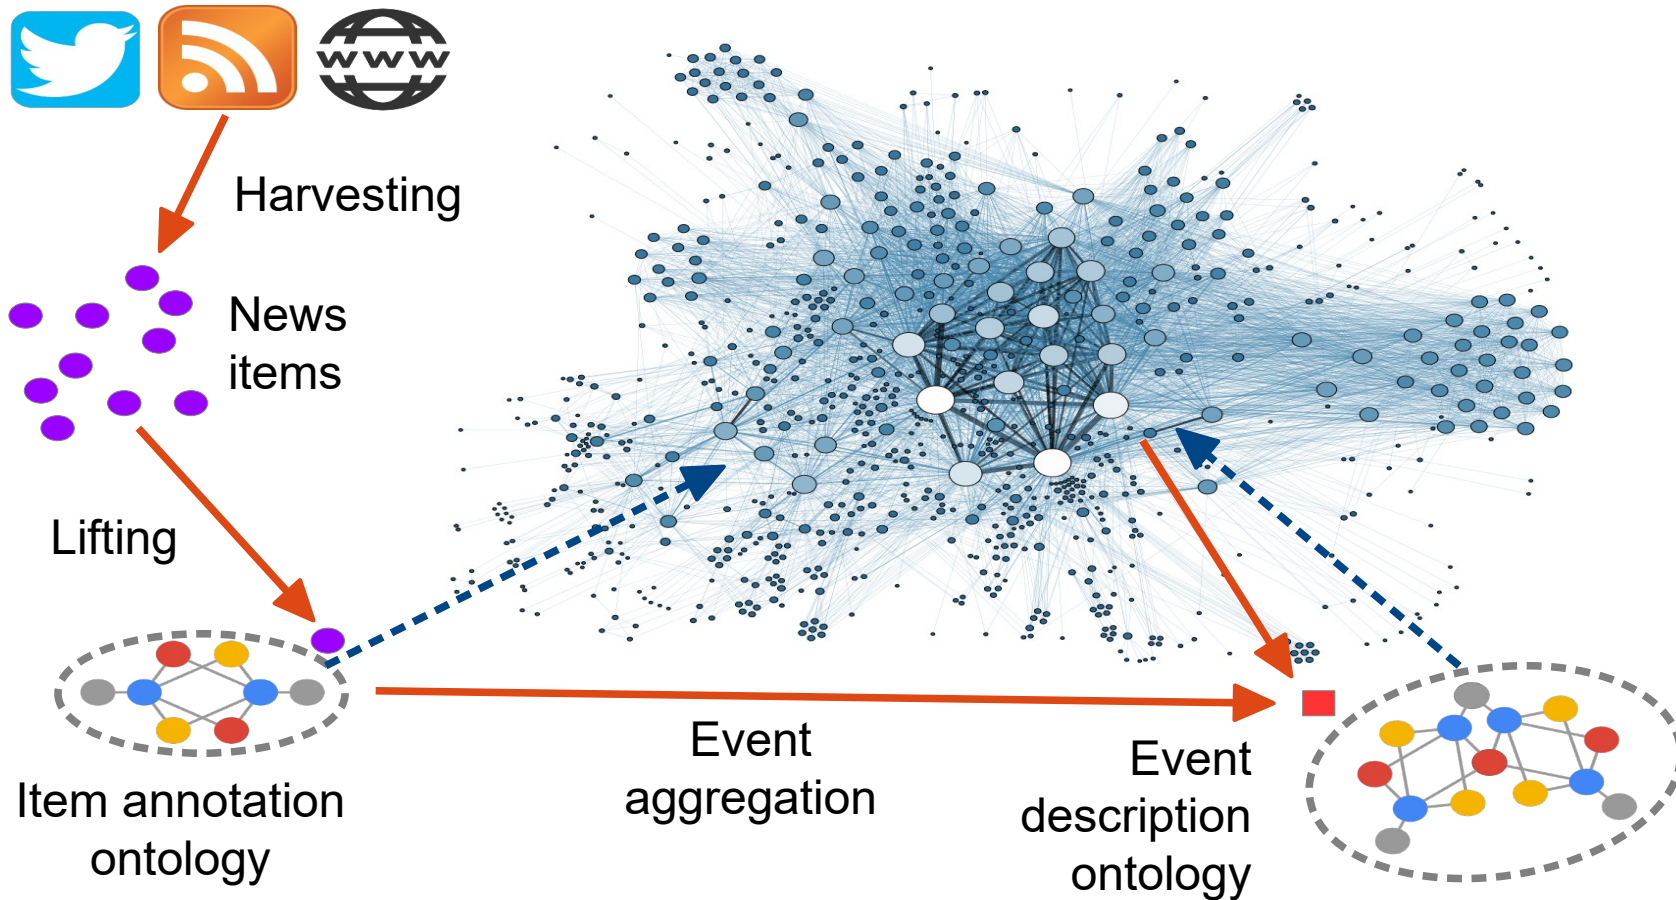 WWW
Harvesting
News
items
Lifting
Item annotation
ontology
Event
aggregation
Event
description
ontology